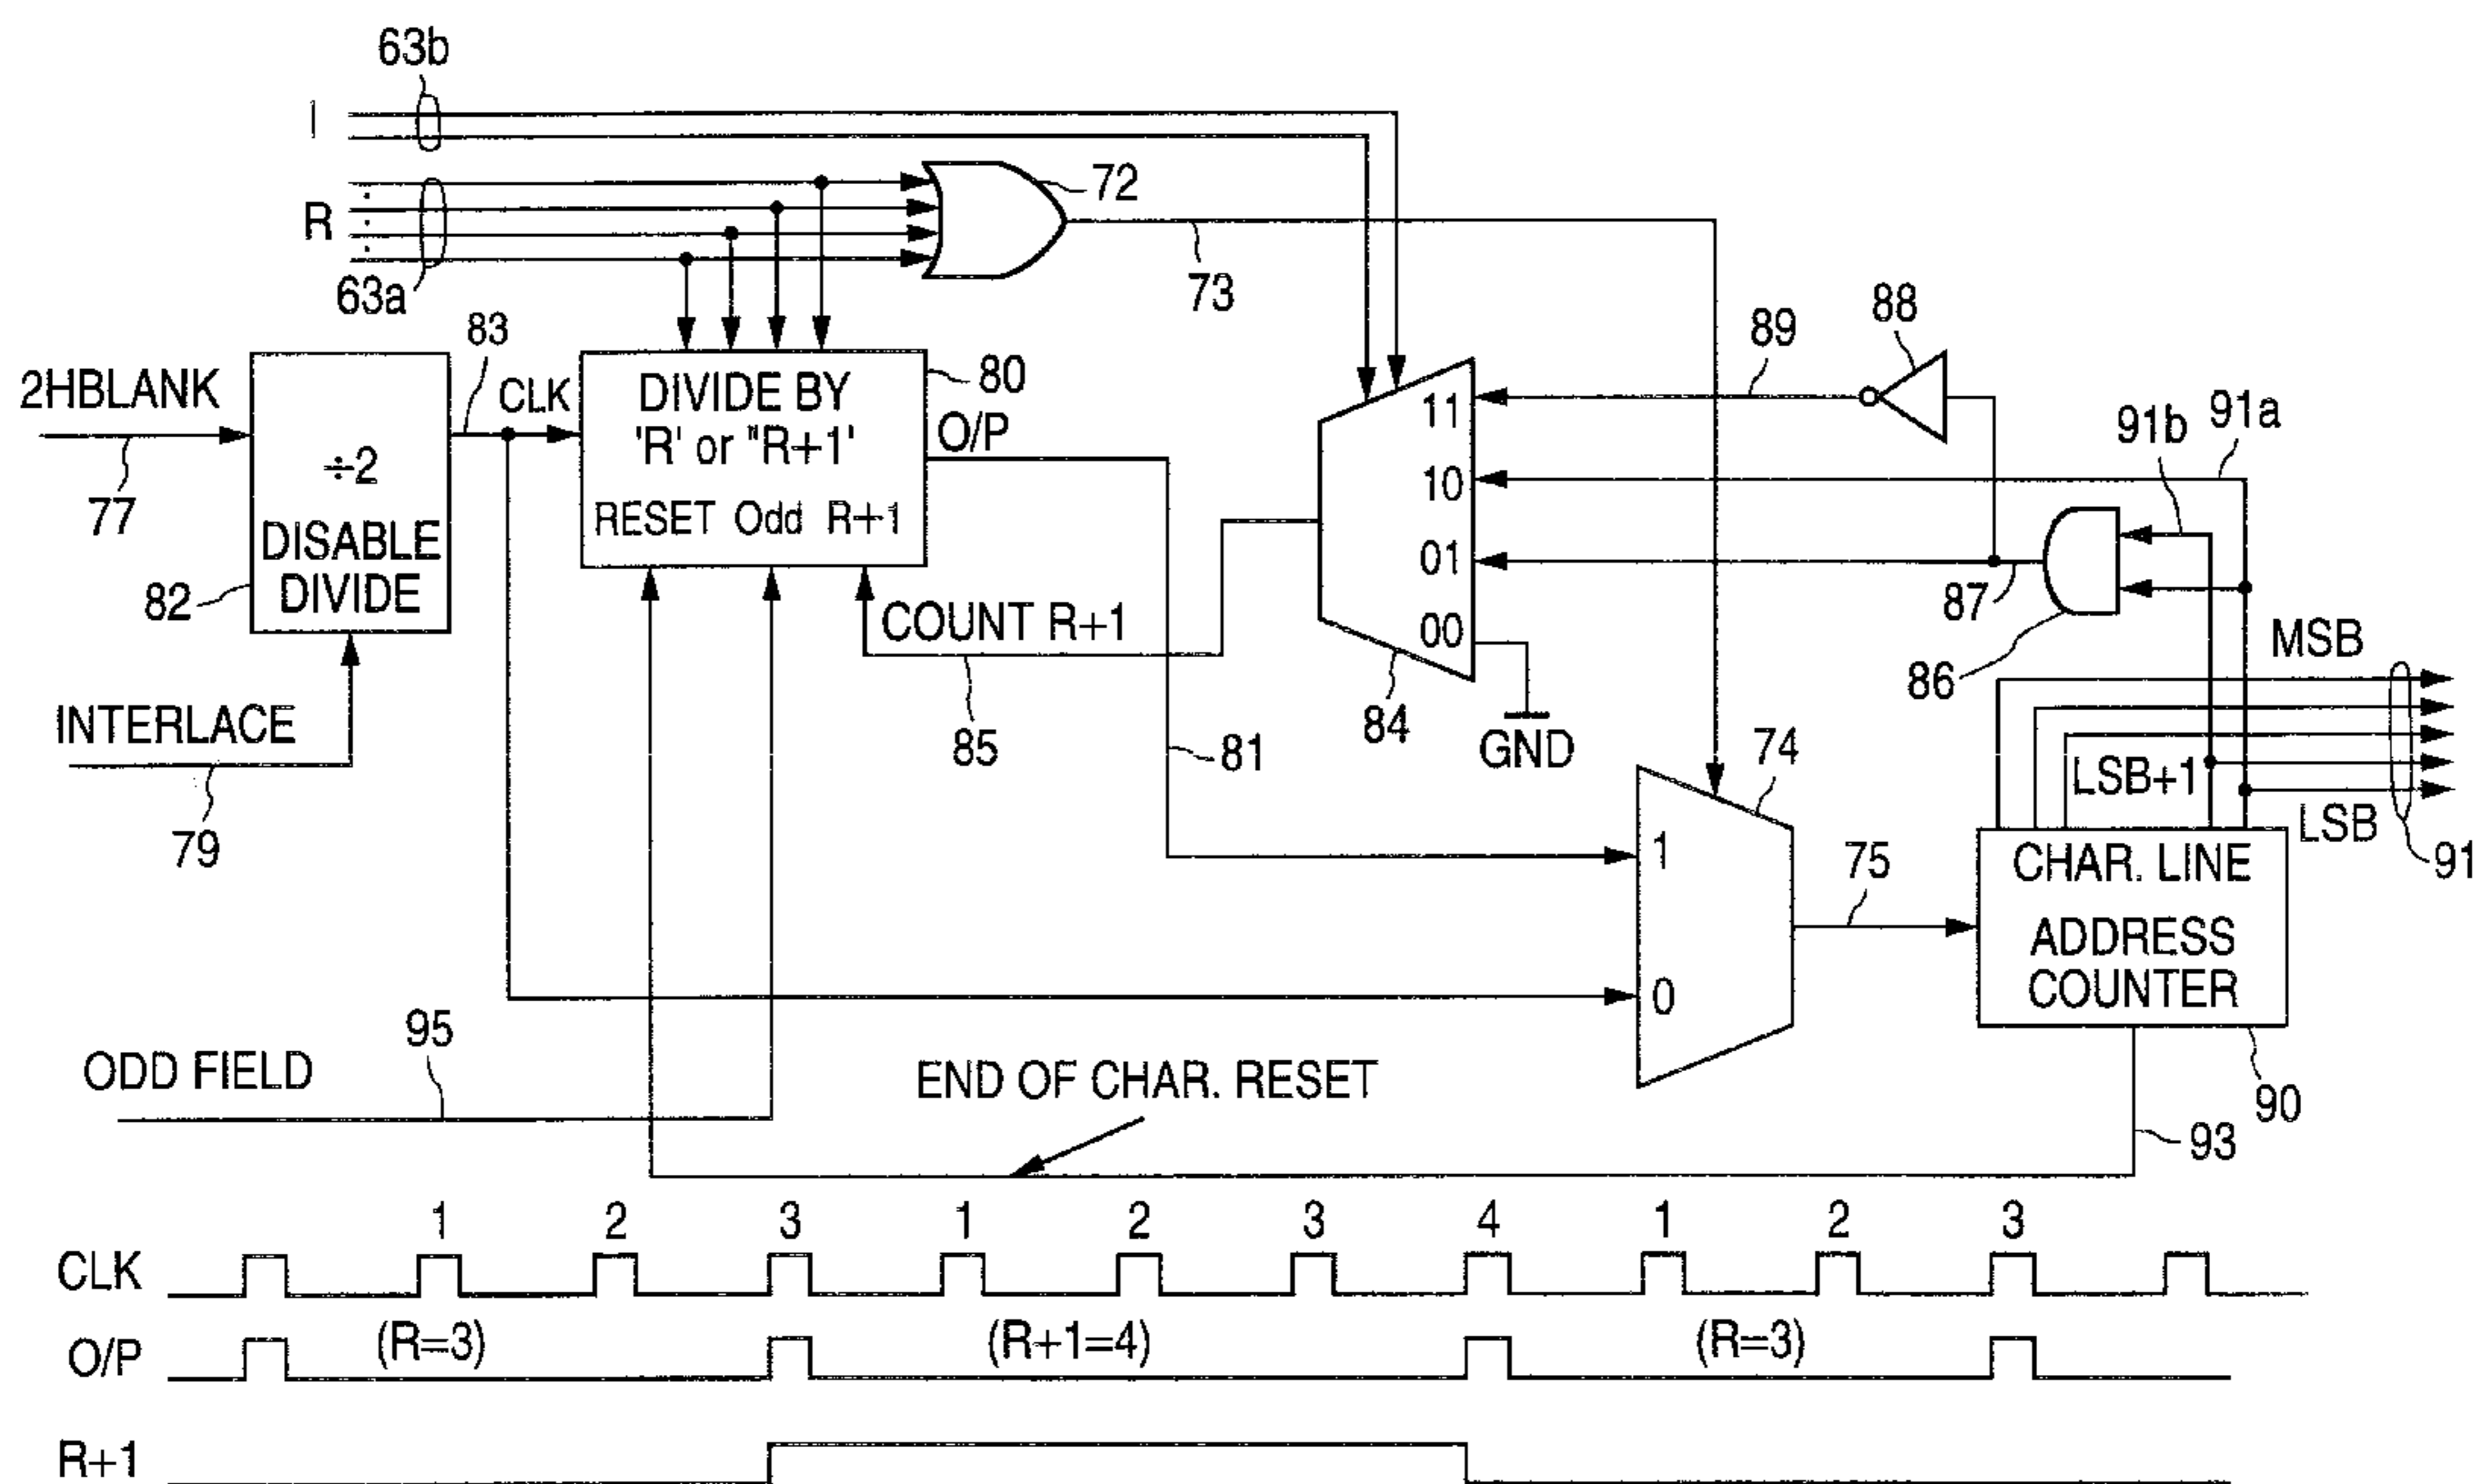 63b
I
R
63a
72
73
83
2HBLANK
77
÷2
DISABLE
DIVIDE
82
INTERLACE
79
CLK
DIVIDE BY
'R' or "R+1'
RESET Odd R+1
80
O/P
COUNT R+1
85
81
11
10
01
00
84
GND
89
88
91b
91a
87
86
MSB
LSB+1
LSB
91
74
1
0
75
CHAR. LINE
ADDRESS
COUNTER
90
93
ODD FIELD
95
END OF CHAR. RESET
1 2 3 1 2 3 4 1 2 3
CLK
O/P (R=3) (R+1=4) (R=3)
R+1